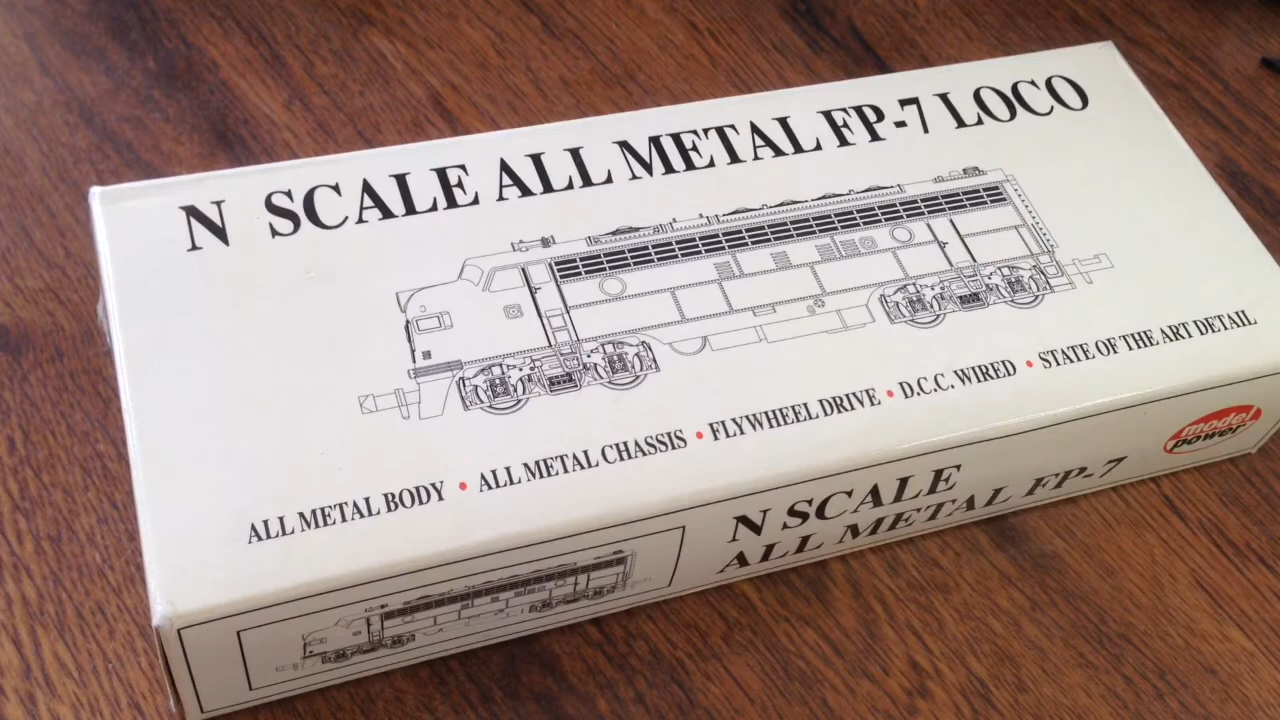 N SCALE ALL METAL FP-7 LOCO
ALL METAL BODY • ALL METAL CHASSIS • FLYWHEEL DRIVE • D.C.C. WIRED • STATE OF THE ART DETAIL
model
power
N SCALE
ALL METAL FP-7